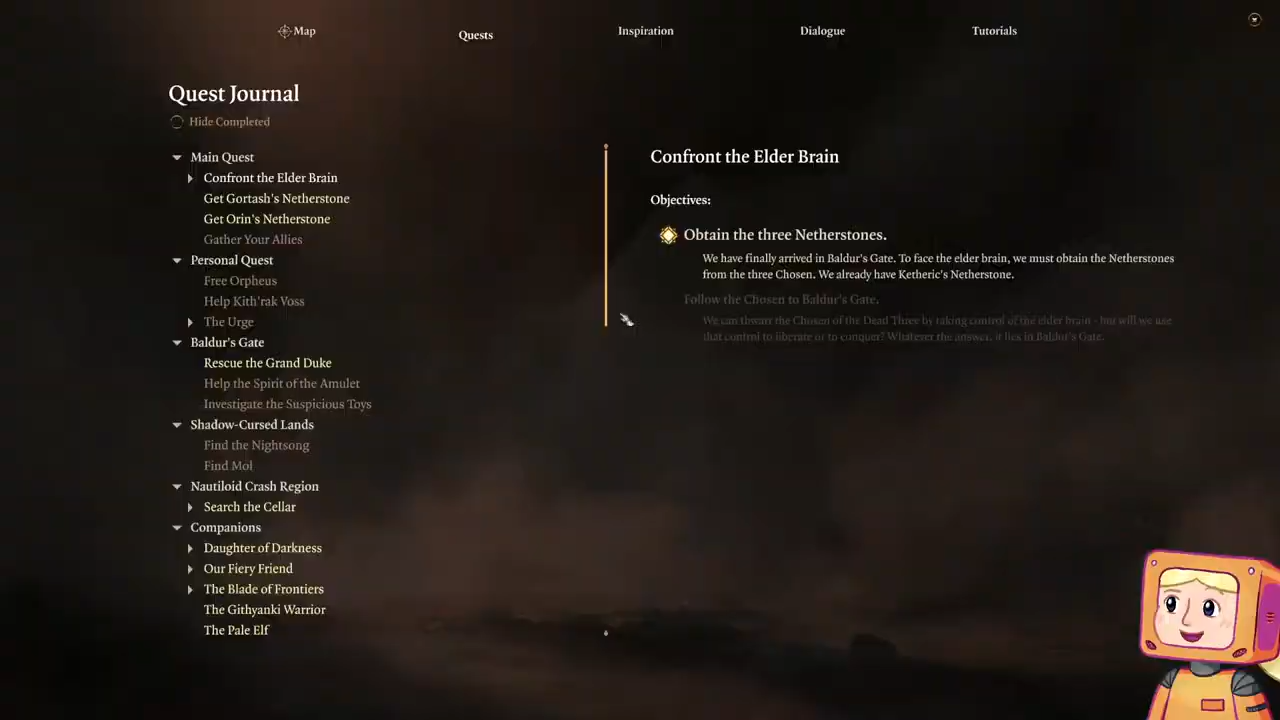 Map
Quests
Inspiration
Dialogue
Tutorials
Quest Journal
Hide Completed
Main Quest
Confront the Elder Brain
Get Gortash's Netherstone
Get Orin's Netherstone
Gather Your Allies
Personal Quest
Free Orpheus
Help Kith'rak Voss
The Urge
Baldur's Gate
Rescue the Grand Duke
Help the Spirit of the Amulet
Investigate the Suspicious Toys
Shadow-Cursed Lands
Find the Nightsong
Find Mol
Nautiloid Crash Region
Search the Cellar
Companions
Daughter of Darkness
Our Fiery Friend
The Blade of Frontiers
The Githyanki Warrior
The Pale Elf
Confront the Elder Brain
Objectives:
Obtain the three Netherstones.
We have finally arrived in Baldur's Gate. To face the elder brain, we must obtain the Netherstones
from the three Chosen. We already have Ketheric's Netherstone.
Follow the Chosen to Baldur's Gate.
We can thwart the Chosen of the Dead Three by taking control of the elder brain - but will we use
that control to liberate or to conquer? Whatever the answer, it lies in Baldur's Gate.